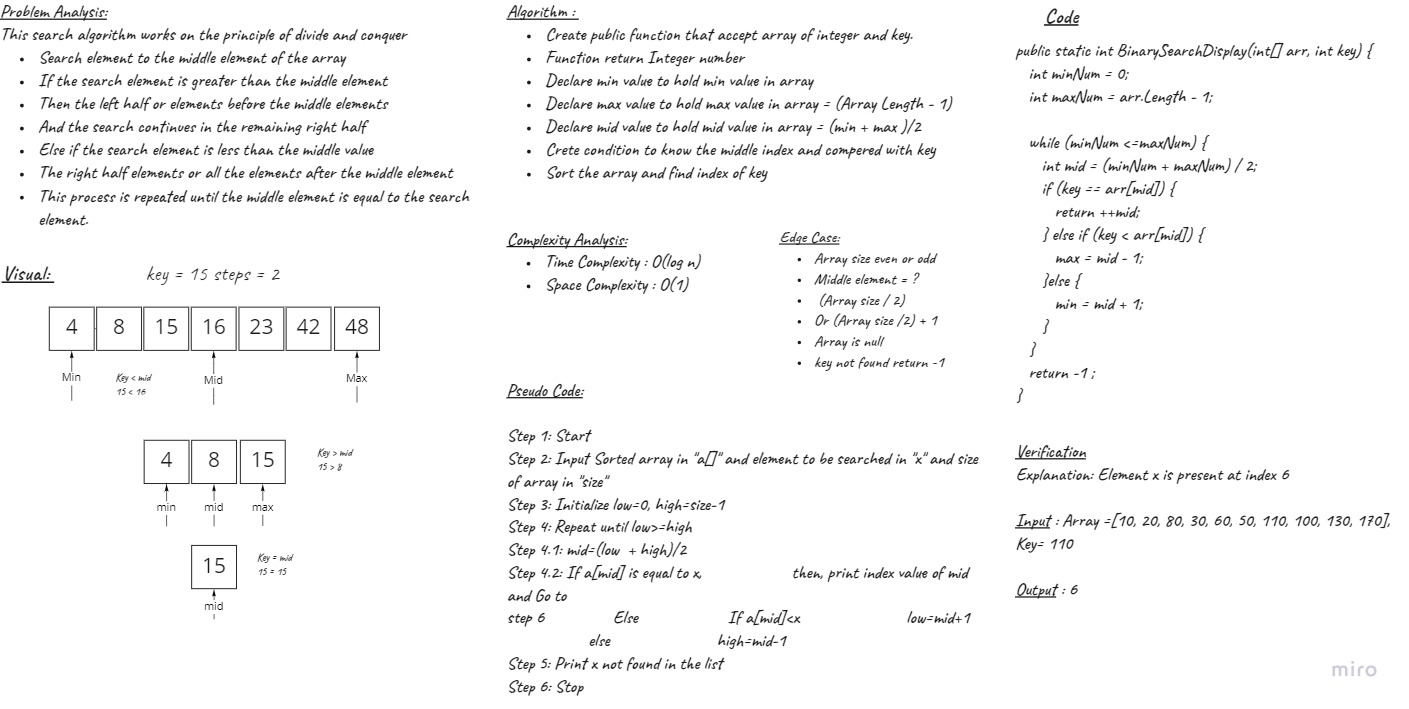 Problem Analysis:
This search algorithm works on the principle of divide and conquer
• Search element to the middle element of the array
• If the search element is greater than the middle element
• Then the left half or elements before the middle elements
• And the search continues in the remaining right half
• Else if the search element is less than the middle value
• The right half elements or all the elements after the middle element
• This process is repeated until the middle element is equal to the search
element.
Visual:
key = 15 steps = 2
4 8 15 16 23 42 48
Min Mid Max
Key < mid
15 < 16
4 8 15
Key > mid
15 > 8
min mid max
15
Key = mid
15 = 15
mid
Algorithm :
• Create public function that accept array of integer and key.
• Function return Integer number
• Declare min value to hold min value in array
• Declare max value to hold max value in array = (Array Length - 1)
• Declare mid value to hold mid value in array = (min + max )/2
• Crete condition to know the middle index and compered with key
• Sort the array and find index of key
Complexity Analysis:
• Time Complexity : O(log n)
• Space Complexity : O(1)
Edge Case:
• Array size even or odd
• Middle element = ?
• (Array size / 2)
• Or (Array size /2) + 1
• Array is null
• key not found return -1
Pseudo Code:
Step 1: Start
Step 2: Input Sorted array in "a[]" and element to be searched in "x" and size
of array in "size"
Step 3: Initialize low=0, high=size-1
Step 4: Repeat until low>=high
Step 4.1: mid=(low + high)/2
Step 4.2: If a[mid] is equal to x, then, print index value of mid
and Go to
step 6 Else If a[mid]<x low=mid+1
else high=mid-1
Step 5: Print x not found in the list
Step 6: Stop
Code
public static int BinarySearchDisplay(int[] arr, int key) {
int minNum = 0;
int maxNum = arr.Length - 1;
while (minNum <=maxNum) {
int mid = (minNum + maxNum) / 2;
if (key == arr[mid]) {
return ++mid;
} else if (key < arr[mid]) {
max = mid - 1;
}else {
min = mid + 1;
}
}
return -1 ;
}
Verification
Explanation: Element x is present at index 6
Input : Array =[10, 20, 80, 30, 60, 50, 110, 100, 130, 170],
Key= 110
Output : 6
miro